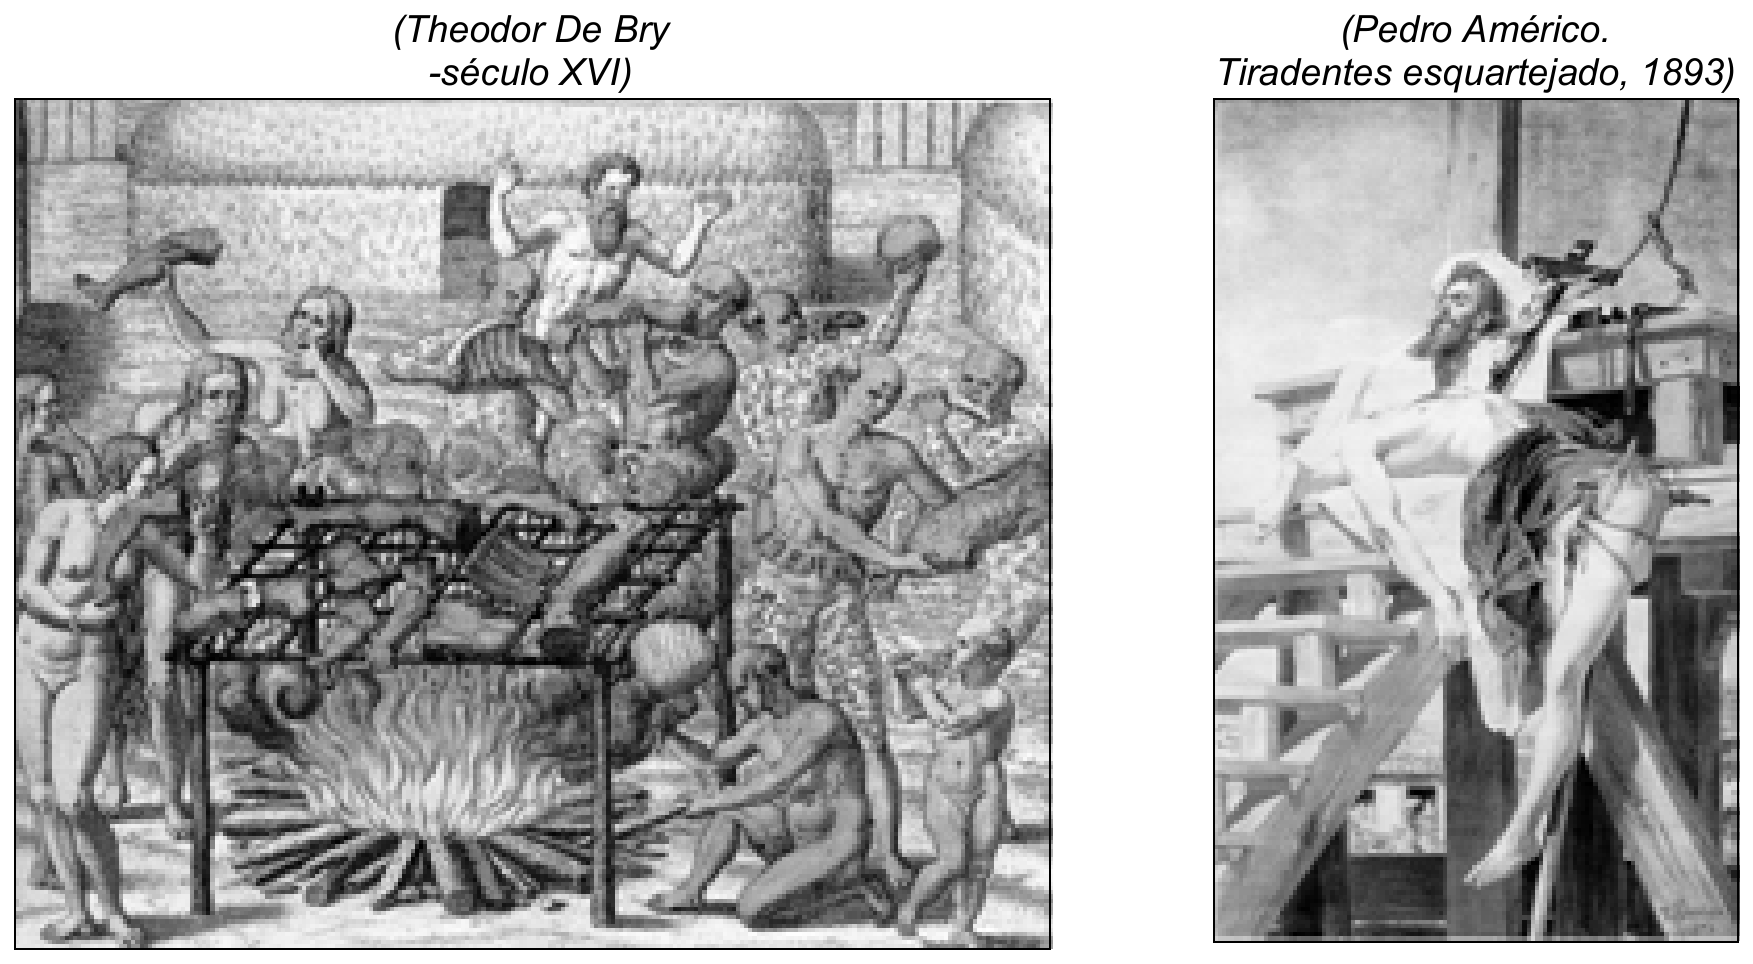 (Theodor De Bry
-século XVI)
(Pedro Américo.
Tiradentes esquartejado, 1893)